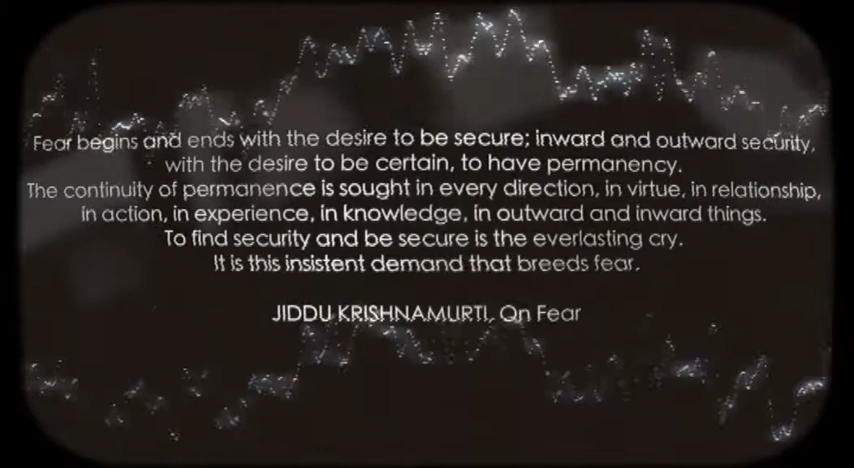 Fear begins and ends with the desire to be secure; inward and outward security,
with the desire to be certain, to have permanency.
The continuity of permanence is sought in every direction, in virtue, in relationship,
in action, in experience, in knowledge, in outward and inward things.
To find security and be secure is the everlasting cry.
It is this insistent demand that breeds fear.
JIDDU KRISHNAMURTI, On Fear